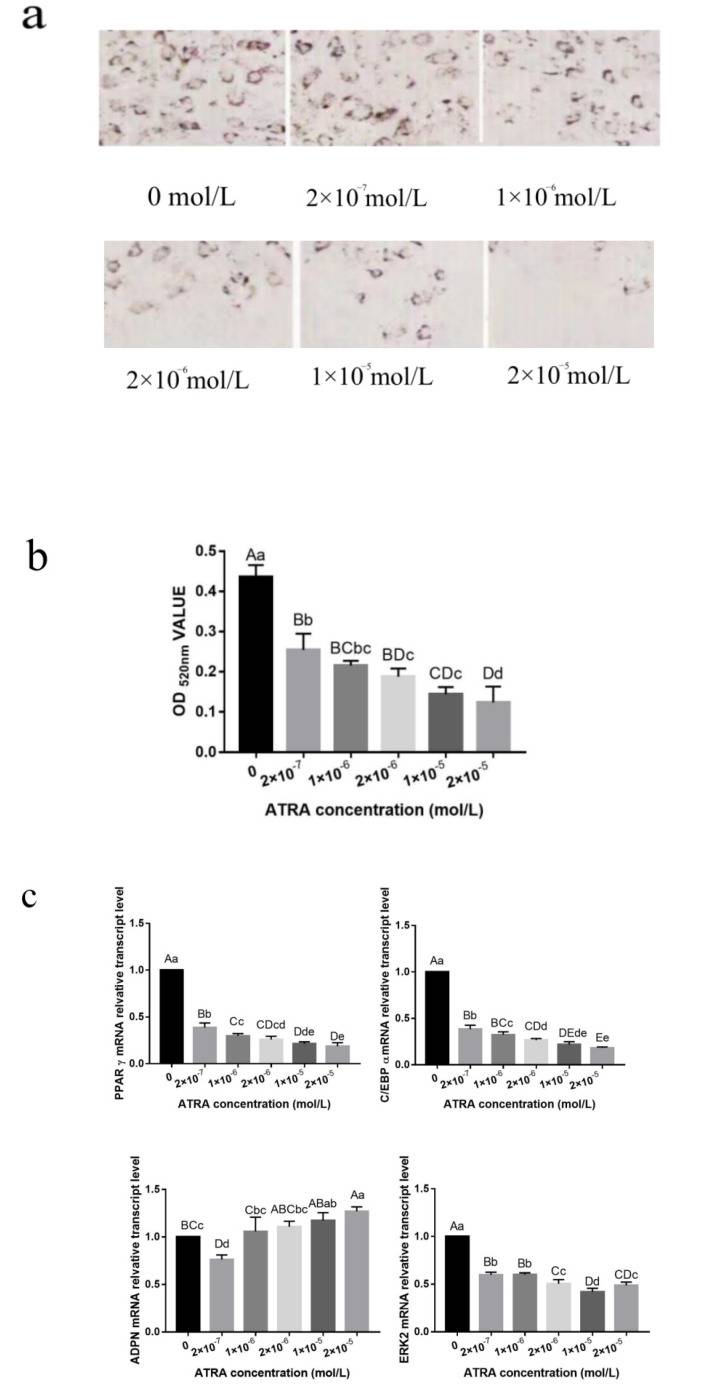 a
0 mol/L
2×10⁻⁷mol/L
1×10⁻⁶mol/L
2×10⁻⁶mol/L
1×10⁻⁵mol/L
2×10⁻⁵mol/L
b
OD 520nm VALUE
0.5
0.4
0.3
0.2
0.1
0.0
Aa
Bb
BCbc
BDc
CDc
Dd
0
2×10⁻⁷
1×10⁻⁶
2×10⁻⁶
1×10⁻⁵
2×10⁻⁵
ATRA concentration (mol/L)
c
PPAR γ mRNA relvative transcript level
1.5
1.0
0.5
0.0
Aa
Bb
Cc
CDcd
Dde
De
0
2×10⁻⁷
1×10⁻⁶
2×10⁻⁶
1×10⁻⁵
2×10⁻⁵
ATRA concentration (mol/L)
C/EBP α mRNA relvative transcript level
1.5
1.0
0.5
0.0
Aa
Bb
BCc
CDd
DEde
Ee
0
2×10⁻⁷
1×10⁻⁶
2×10⁻⁶
1×10⁻⁵
2×10⁻⁵
ATRA concentration (mol/L)
ADPN mRNA relvative transcript level
1.5
1.0
0.5
0.0
BCc
Dd
Cbc
ABCbc
ABab
Aa
0
2×10⁻⁷
1×10⁻⁶
2×10⁻⁶
1×10⁻⁵
2×10⁻⁵
ATRA concentration (mol/L)
ERK2 mRNA relvative transcript level
1.5
1.0
0.5
0.0
Aa
Bb
Bb
Cc
Dd
CDc
0
2×10⁻⁷
1×10⁻⁶
2×10⁻⁶
1×10⁻⁵
2×10⁻⁵
ATRA concentration (mol/L)